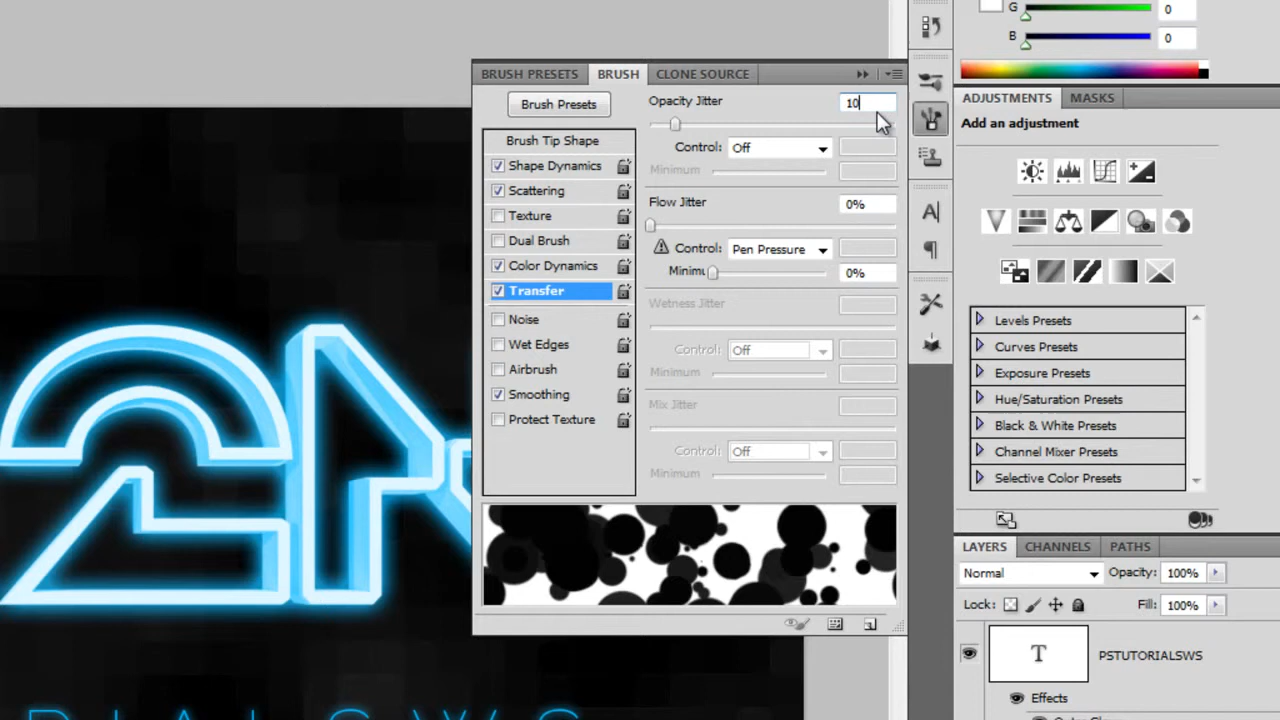 G 0
B 0
BRUSH PRESETS BRUSH CLONE SOURCE
Brush Presets
Opacity Jitter 10
Brush Tip Shape
Control: Off
Shape Dynamics
Minimum
Scattering
Flow Jitter 0%
Texture
Dual Brush
Control: Pen Pressure
Color Dynamics
Minimu 0%
Transfer
Wetness Jitter
Noise
Wet Edges
Control: Off
Airbrush
Minimum
Smoothing
Mix Jitter
Protect Texture
Control: Off
Minimum
ADJUSTMENTS MASKS
Add an adjustment
Levels Presets
Curves Presets
Exposure Presets
Hue/Saturation Presets
Black & White Presets
Channel Mixer Presets
Selective Color Presets
LAYERS CHANNELS PATHS
Normal Opacity: 100%
Lock: Fill: 100%
T PSTUTORIALSWS
Effects